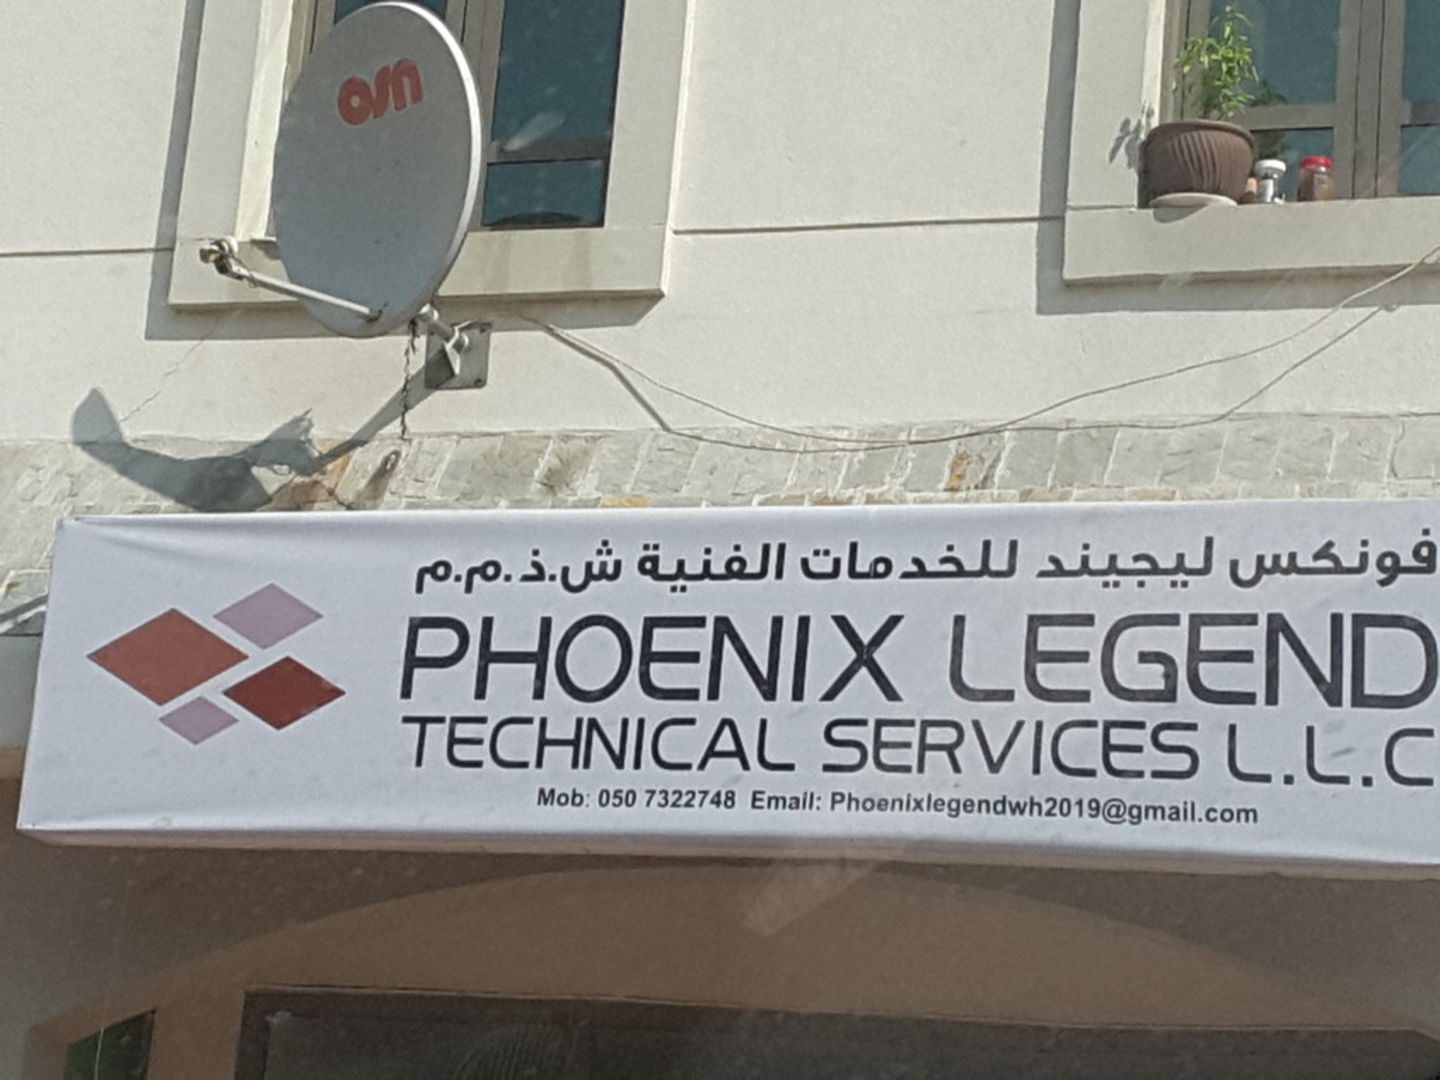 osn
فونكس ليجيند للخدمات الفنية ش.ذ.م.م
PHOENIX LEGEND
TECHNICAL SERVICES L.L.C
Mob: 050 7322748 Email: Phoenixlegendwh2019@gmail.com